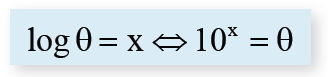 log θ = x ⇔ 10ˣ = θ